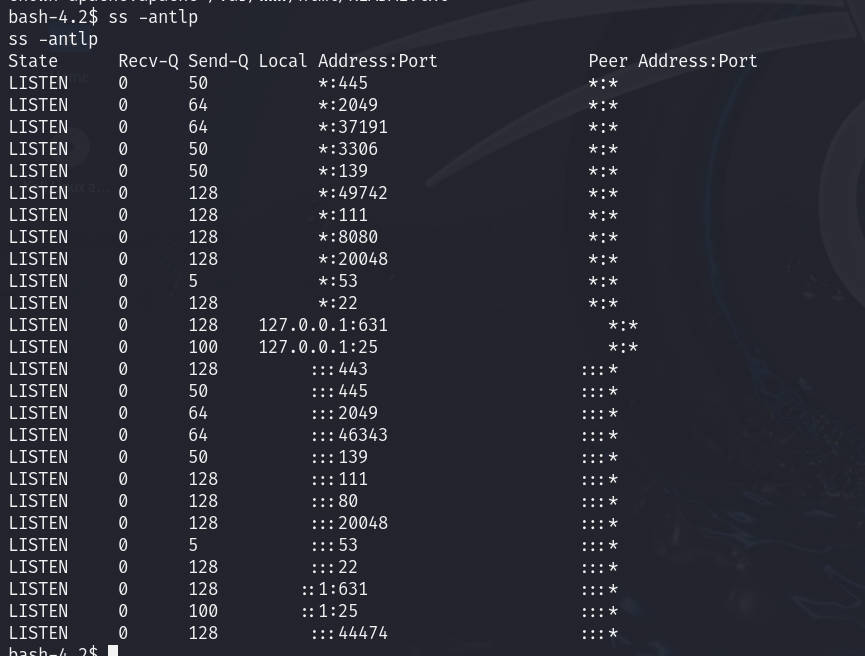 bash-4.2$ ss -antlp
ss -antlp
State Recv-Q Send-Q Local Address:Port Peer Address:Port
LISTEN 0 50 *:445 *:*
LISTEN 0 64 *:2049 *:*
LISTEN 0 64 *:37191 *:*
LISTEN 0 50 *:3306 *:*
LISTEN 0 50 *:139 *:*
LISTEN 0 128 *:49742 *:*
LISTEN 0 128 *:111 *:*
LISTEN 0 128 *:8080 *:*
LISTEN 0 128 *:20048 *:*
LISTEN 0 5 *:53 *:*
LISTEN 0 128 *:22 *:*
LISTEN 0 128 127.0.0.1:631 *:*
LISTEN 0 100 127.0.0.1:25 *:*
LISTEN 0 128 :::443 :::*
LISTEN 0 50 :::445 :::*
LISTEN 0 64 :::2049 :::*
LISTEN 0 64 :::46343 :::*
LISTEN 0 50 :::139 :::*
LISTEN 0 128 :::111 :::*
LISTEN 0 128 :::80 :::*
LISTEN 0 128 :::20048 :::*
LISTEN 0 5 :::53 :::*
LISTEN 0 128 :::22 :::*
LISTEN 0 128 ::1:631 :::*
LISTEN 0 100 ::1:25 :::*
LISTEN 0 128 :::44474 :::*
bash-4.2$